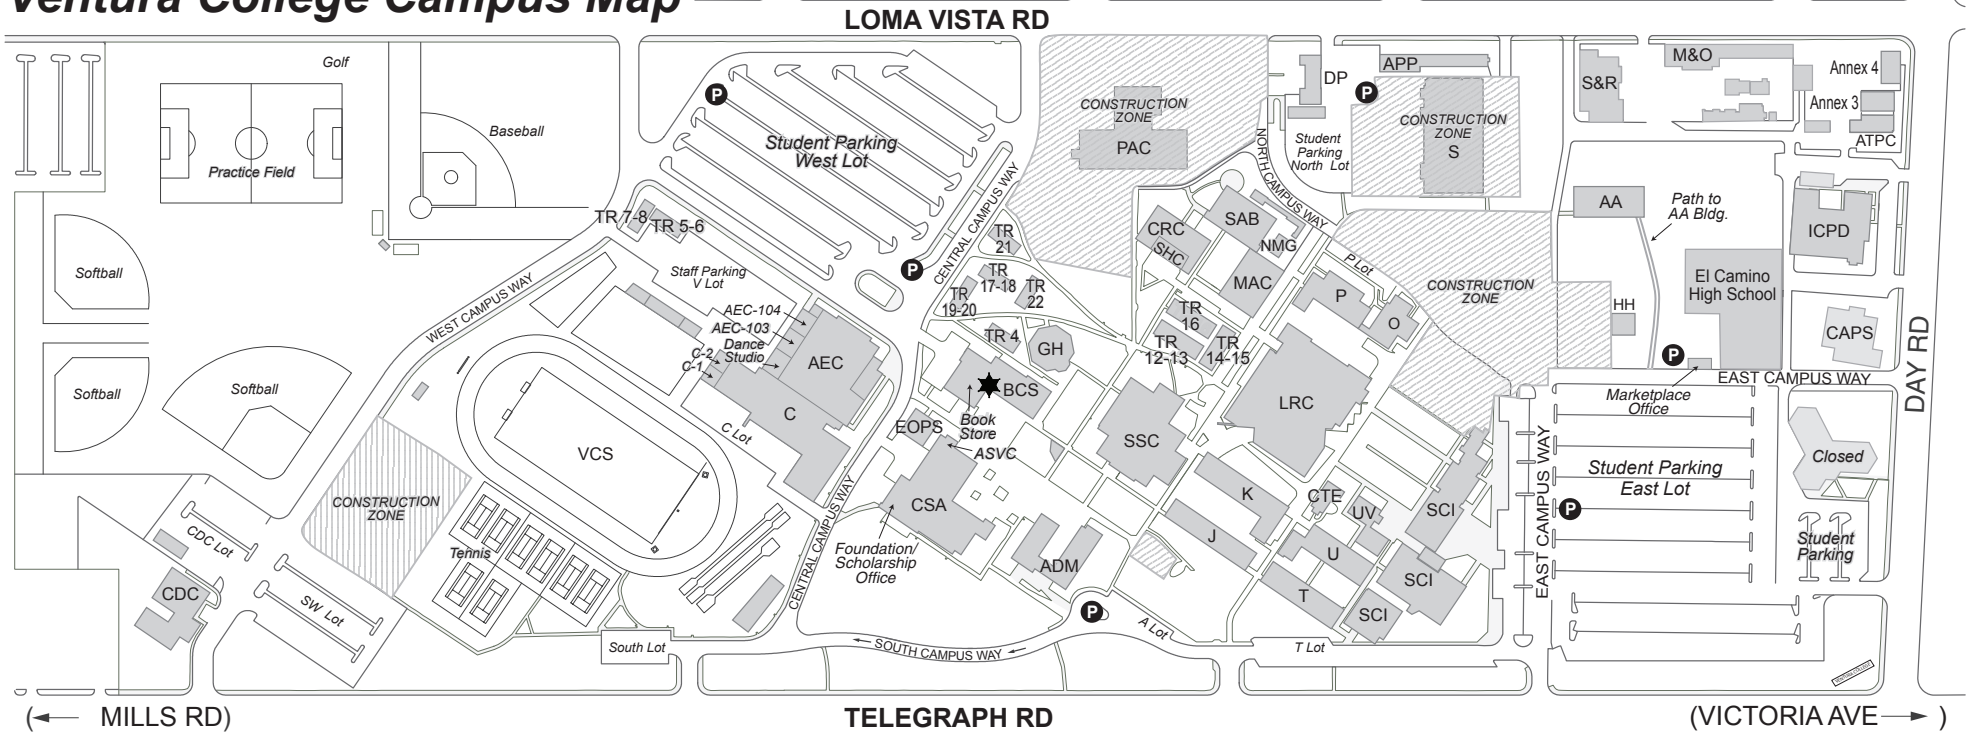 Ventura College Campus Map
LOMA VISTA RD
Golf
Practice Field
Baseball
Softball
Softball
Softball
P
Student Parking
West Lot
TR 7-8
TR 5-6
WEST CAMPUS WAY
Staff Parking
V Lot
AEC-104
AEC-103
Dance
Studio
C-2
C-1
AEC
C
C Lot
VCS
CONSTRUCTION
ZONE
Tennis
CDC Lot
CDC
SW Lot
South Lot
P
CENTRAL CAMPUS WAY
CENTRAL CAMPUS WAY
CONSTRUCTION
ZONE
PAC
TR
21
TR
17-18
TR
19-20
TR
22
TR 4
GH
BCS
Book
Store
EOPS
ASVC
CSA
Foundation/
Scholarship
Office
ADM
P
A Lot
SOUTH CAMPUS WAY
DP
APP
P
Student
Parking
North Lot
NORTH CAMPUS WAY
CONSTRUCTION
ZONE
S
CRC
SHC
SAB
NMG
MAC
P Lot
P
O
TR
16
TR
12-13
TR
14-15
LRC
SSC
CONSTRUCTION
ZONE
K
J
CTE
UV
U
T
SCI
SCI
SCI
T Lot
S&R
M&O
Annex 4
Annex 3
ATPC
AA
Path to
AA Bldg.
ICPD
El Camino
High School
HH
CAPS
P
EAST CAMPUS WAY
Marketplace
Office
EAST CAMPUS WAY
Student Parking
East Lot
P
Closed
Student
Parking
DAY RD
( MILLS RD)
TELEGRAPH RD
(VICTORIA AVE )